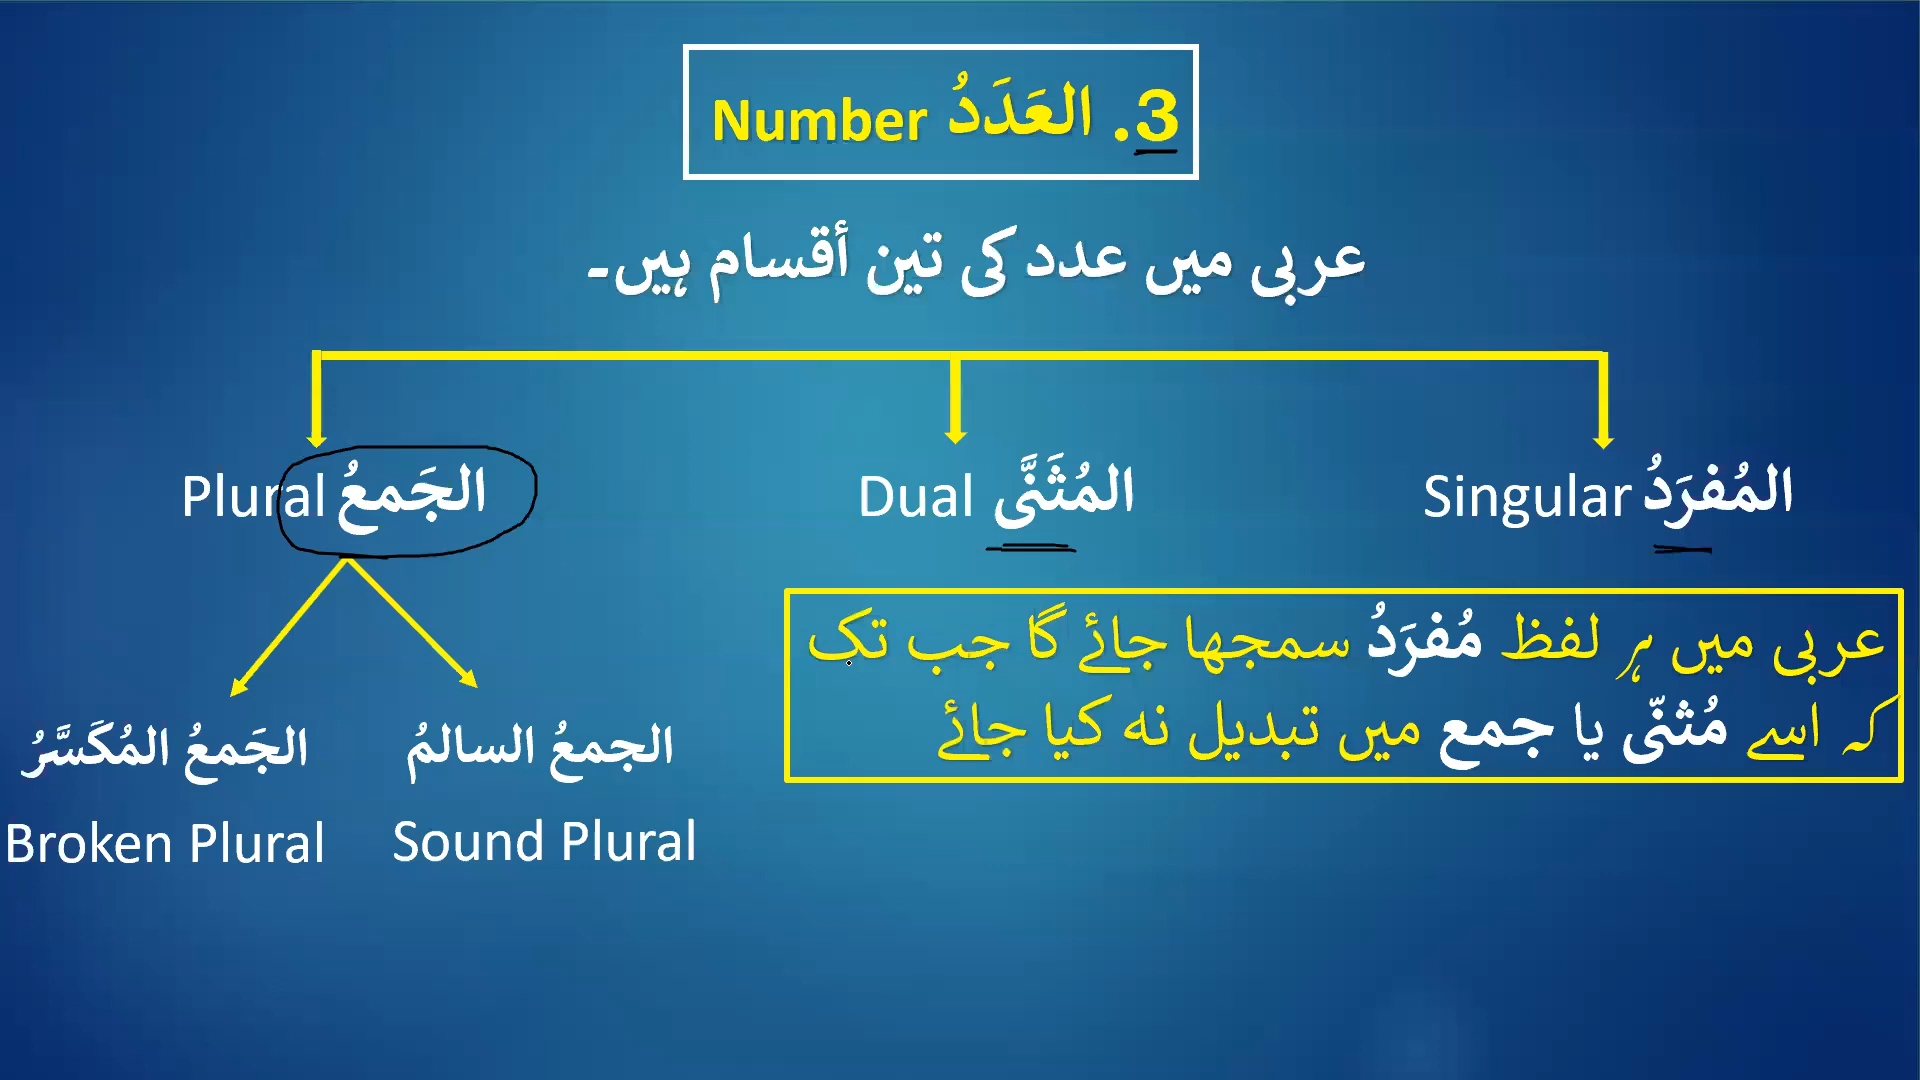 3. العَدَدُ Number
عربی میں عدد کی تین أقسام ہیں۔
المُفرَدُ Singular
المُثَنَّى Dual
الجَمعُ Plural
عربی میں ہر لفظ مُفرَدُ سمجھا جائے گا جب تک
کہ اسے مُثنّی یا جمع میں تبدیل نہ کیا جائے
الجمعُ السالمُ
Sound Plural
الجَمعُ المُكَسَّرُ
Broken Plural